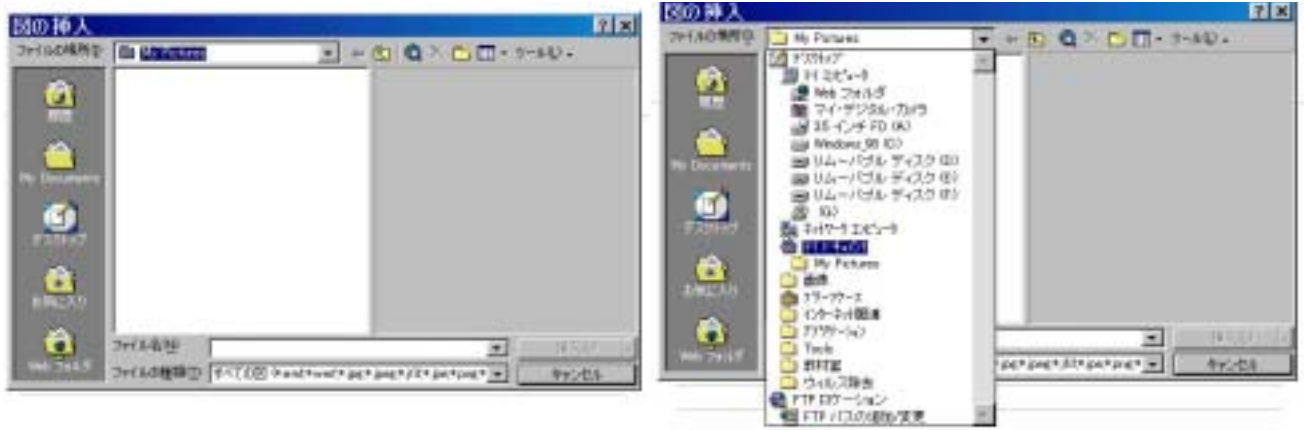 図の挿入
ファイルの場所(I):
My Pictures
ツール(L)
履歴
My Documents
デスクトップ
お気に入り
Web フォルダ
ファイル名(N):
ファイルの種類(T):
キャンセル
図の挿入
ファイルの場所(I):
My Pictures
ツール(L)
履歴
My Documents
デスクトップ
お気に入り
Web フォルダ
デスクトップ
マイ コンピュータ
Web フォルダ
マイ・デジタル・カメラ
3.5 インチ FD (A:)
Windows_98 (C:)
リムーバブル ディスク (D:)
リムーバブル ディスク (E:)
リムーバブル ディスク (F:)
(G:)
ネットワーク コンピュータ
マイ ドキュメント
My Pictures
画像
インターネット関連
アプリケーション
Tools
ウィルス除去
FTP ロケーション
FTP パスの追加/変更
キャンセル